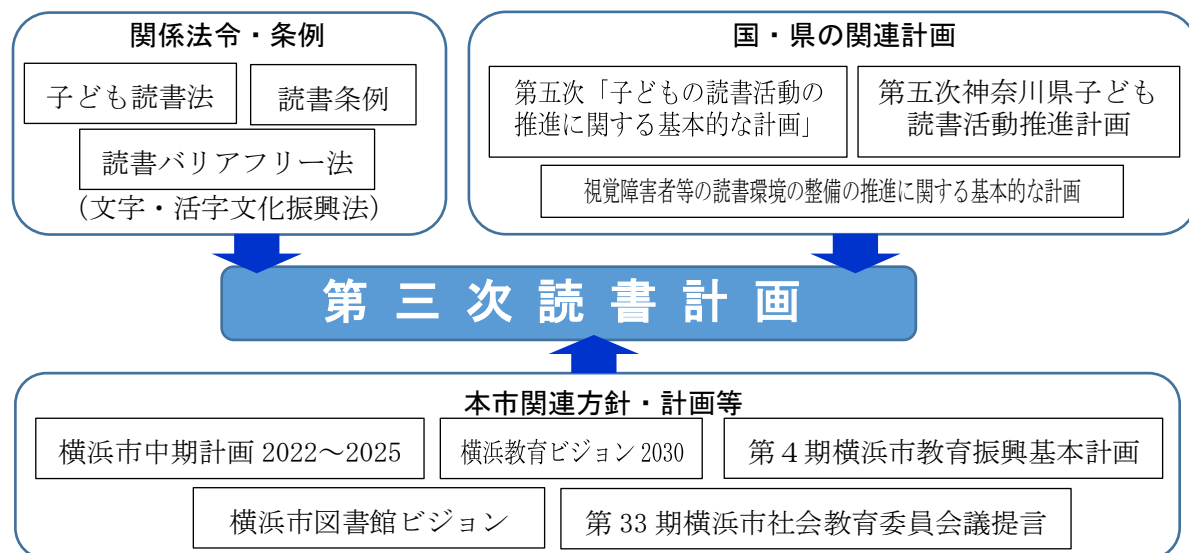 関係法令・条例
子ども読書法
読書条例
読書バリアフリー法
(文字・活字文化振興法)
国・県の関連計画
第五次「子どもの読書活動の
推進に関する基本的な計画」
第五次神奈川県子ども
読書活動推進計画
視覚障害者等の読書環境の整備の推進に関する基本的な計画
第三次読書計画
本市関連方針・計画等
横浜市中期計画 2022～2025
横浜教育ビジョン 2030
第４期横浜市教育振興基本計画
横浜市図書館ビジョン
第 33 期横浜市社会教育委員会議提言